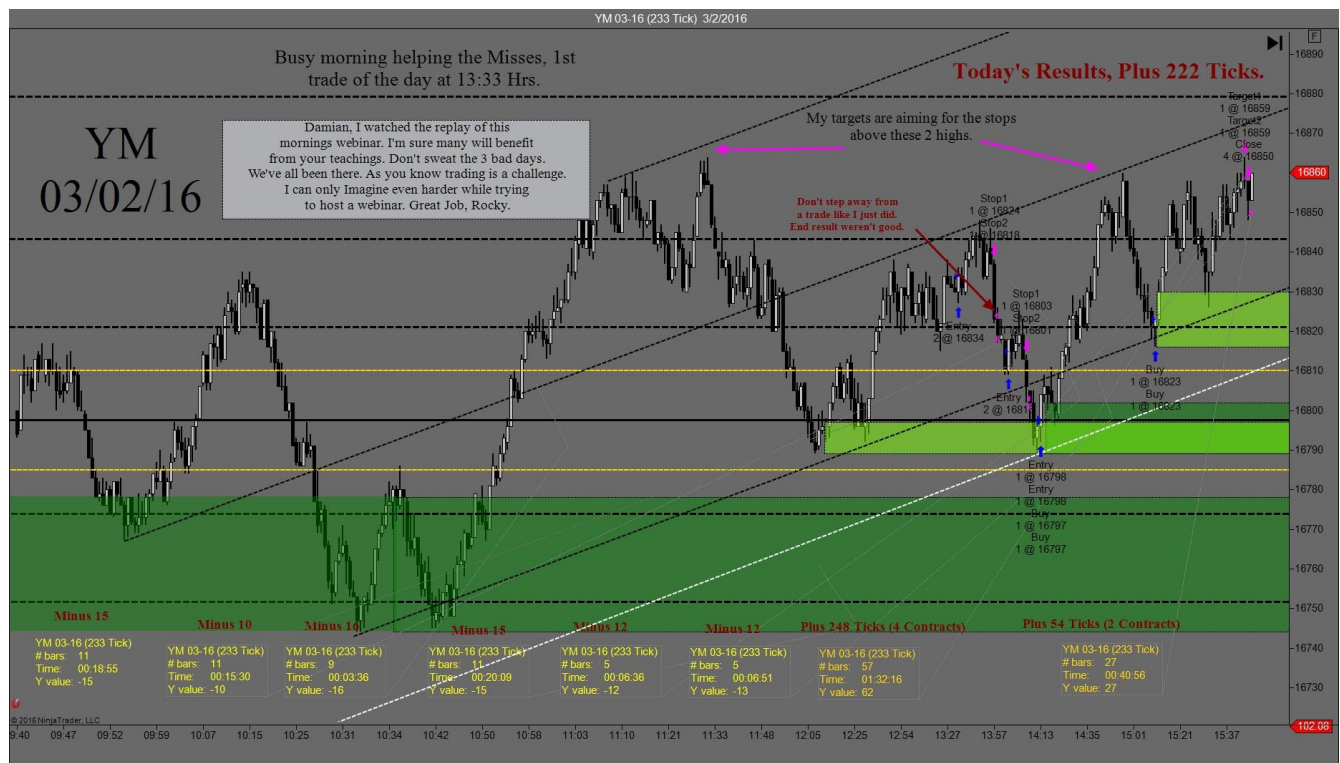 YM 03-16 (233 Tick)  3/2/2016
Busy morning helping the Misses, 1st
trade of the day at 13:33 Hrs.
Today's Results, Plus 222 Ticks.
F
YM
03/02/16
Damian, I watched the replay of this
mornings webinar. I'm sure many will benefit
from your teachings. Don't sweat the 3 bad days.
We've all been there. As you know trading is a challenge.
I can only Imagine even harder while trying
to host a webinar. Great Job, Rocky.
My targets are aiming for the stops
above these 2 highs.
Target1
1 @ 16859
Target2
1 @ 16859
Close
4 @ 16850
Don't step away from
a trade like I just did.
End result weren't good.
Stop1
1 @ 16824
Stop2
1 @ 16818
Stop1
1 @ 16803
Stop2
1 @ 16801
Entry
2 @ 16834
Entry
Buy
1 @ 16823
Buy
1 @ 16823
Entry
1 @ 16798
Entry
1 @ 16798
Buy
1 @ 16797
Buy
1 @ 16797
16890
16880
16870
16860
16850
16840
16830
16820
16810
16800
16790
16780
16770
16760
16750
16740
16730
102.08
Minus 15
Minus 10
Minus 16
Minus 15
Minus 12
Minus 12
Plus 248 Ticks (4 Contracts)
Plus 54 Ticks (2 Contracts)
YM 03-16 (233 Tick)
# bars: 11
Time: 00:18:55
Y value: -15
YM 03-16 (233 Tick)
# bars: 11
Time: 00:15:30
Y value: -10
YM 03-16 (233 Tick)
# bars: 9
Time: 00:03:36
Y value: -16
YM 03-16 (233 Tick)
# bars: 11
Time: 00:20:09
Y value: -15
YM 03-16 (233 Tick)
# bars: 5
Time: 00:06:36
Y value: -12
YM 03-16 (233 Tick)
# bars: 5
Time: 00:06:51
Y value: -13
YM 03-16 (233 Tick)
# bars: 57
Time: 01:32:16
Y value: 62
YM 03-16 (233 Tick)
# bars: 27
Time: 00:40:56
Y value: 27
© 2016 NinjaTrader, LLC
9:40 09:47 09:52 09:59 10:07 10:15 10:25 10:31 10:34 10:42 10:50 10:58 11:03 11:10 11:21 11:33 11:48 12:05 12:25 12:54 13:27 13:57 14:13 14:35 15:01 15:21 15:37